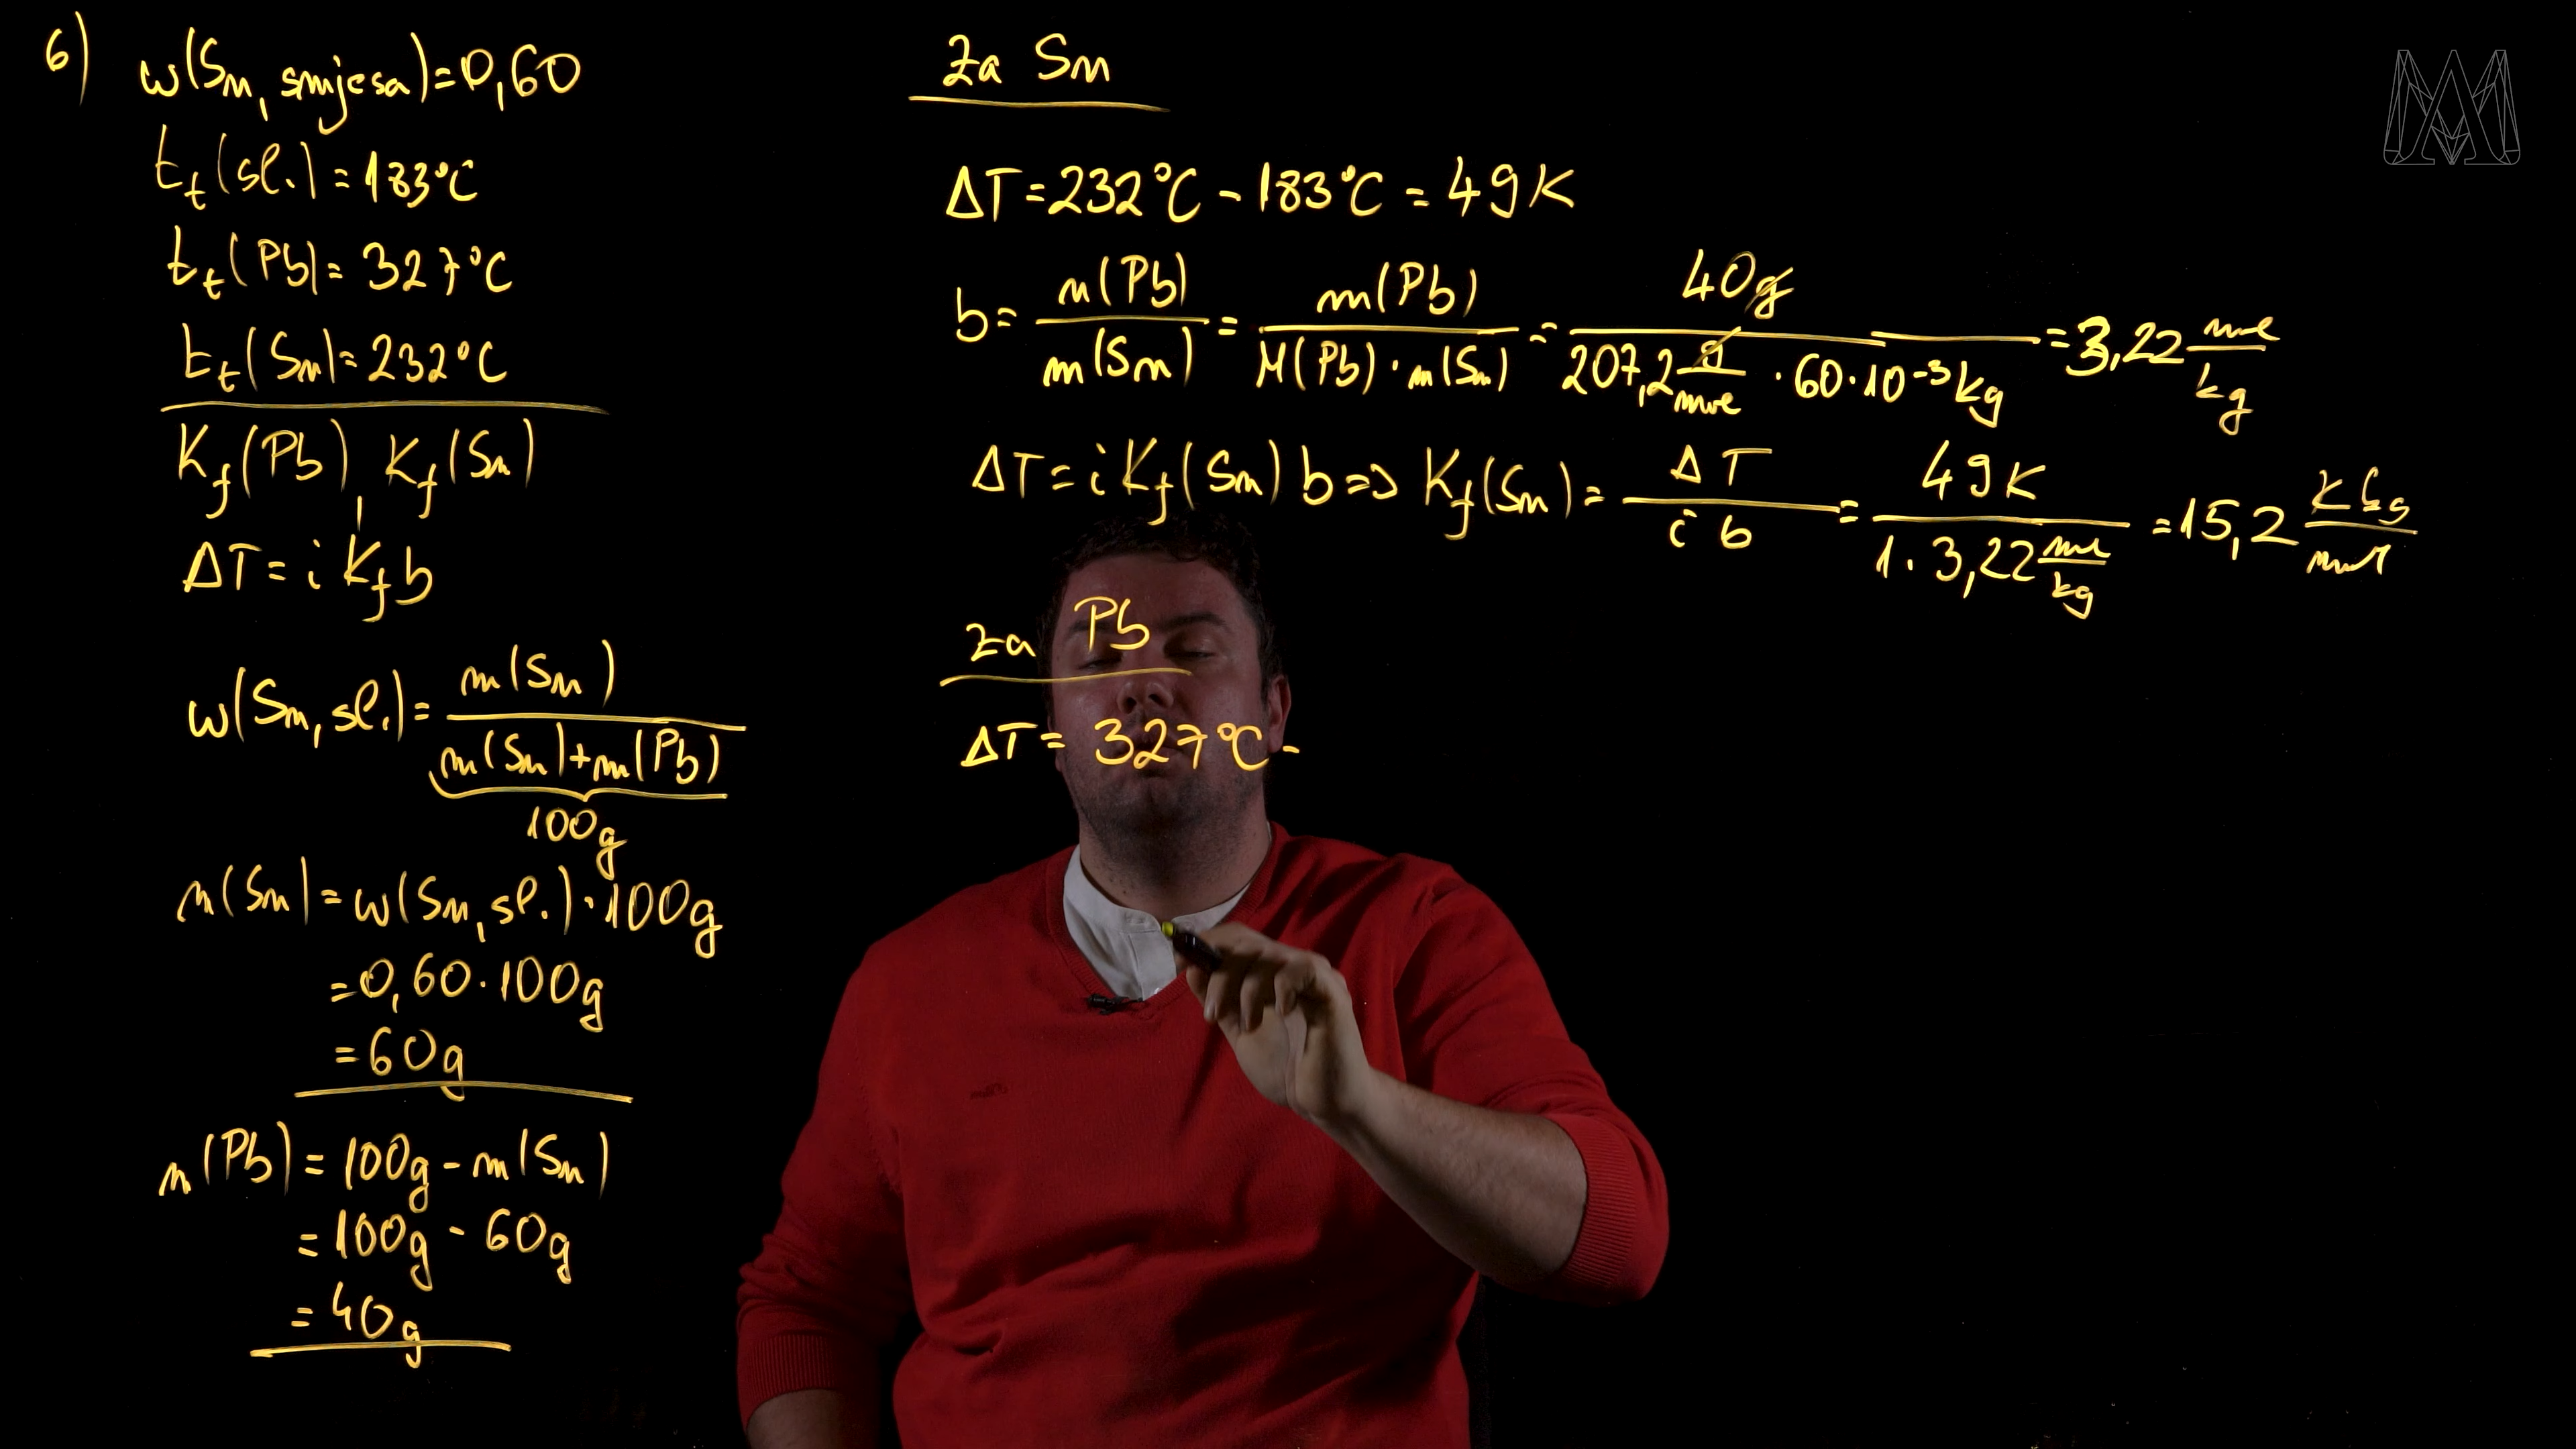 6)
w(Sn, smjesa)=0,60
t_t(sl.)=183°C
t_t(Pb)=327°C
t_t(Sn)=232°C
K_f(Pb), K_f(Sn)
ΔT=i K_f b
w(Sn, sl.)= m(Sn) / (m(Sn)+m(Pb))
100g
m(Sn)=w(Sn, sl.)·100g
=0,60·100g
=60g
m(Pb)=100g-m(Sn)
=100g-60g
=40g
Za Sn
ΔT=232°C-183°C=49K
b= n(Pb) / m(Sn) = m(Pb) / (M(Pb)·m(Sn)) = 40g / (207,2 g/mol ·60·10⁻³kg) =3,22 mol/kg
ΔT=i K_f(Sn) b => K_f(Sn)= ΔT / (i b) = 49K / (1·3,22 mol/kg) =15,2 K kg/mol
za Pb
ΔT= 327°C-